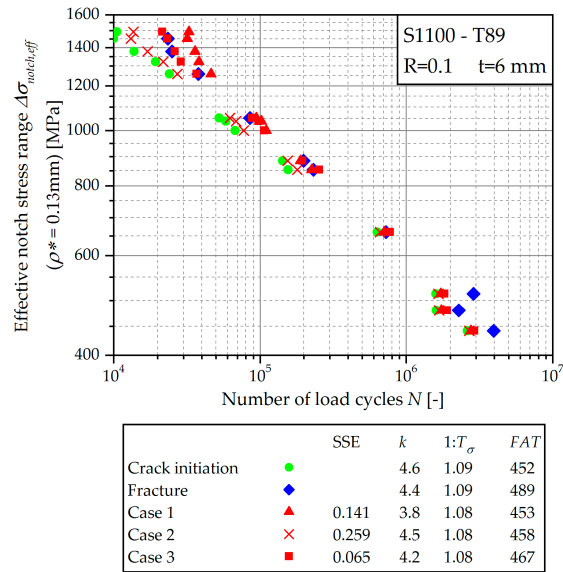 S1100 - T89
R=0.1 t=6 mm
Effective notch stress range Δσnotch,eff
(ρ* = 0.13mm) [MPa]
1600
1400
1200
1000
800
600
400
10^4 10^5 10^6 10^7
Number of load cycles N [-]
SSE k 1:Tσ FAT
Crack initiation 4.6 1.09 452
Fracture 4.4 1.09 489
Case 1 0.141 3.8 1.08 453
Case 2 0.259 4.5 1.08 458
Case 3 0.065 4.2 1.08 467